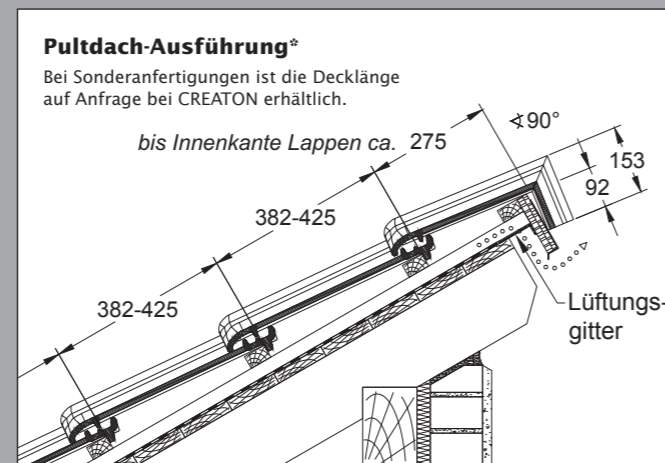 Pultdach-Ausführung*
Bei Sonderanfertigungen ist die Decklänge
auf Anfrage bei CREATON erhältlich.
bis Innenkante Lappen ca. 275
∢90°
153
92
382-425
382-425
Lüftungs-
gitter